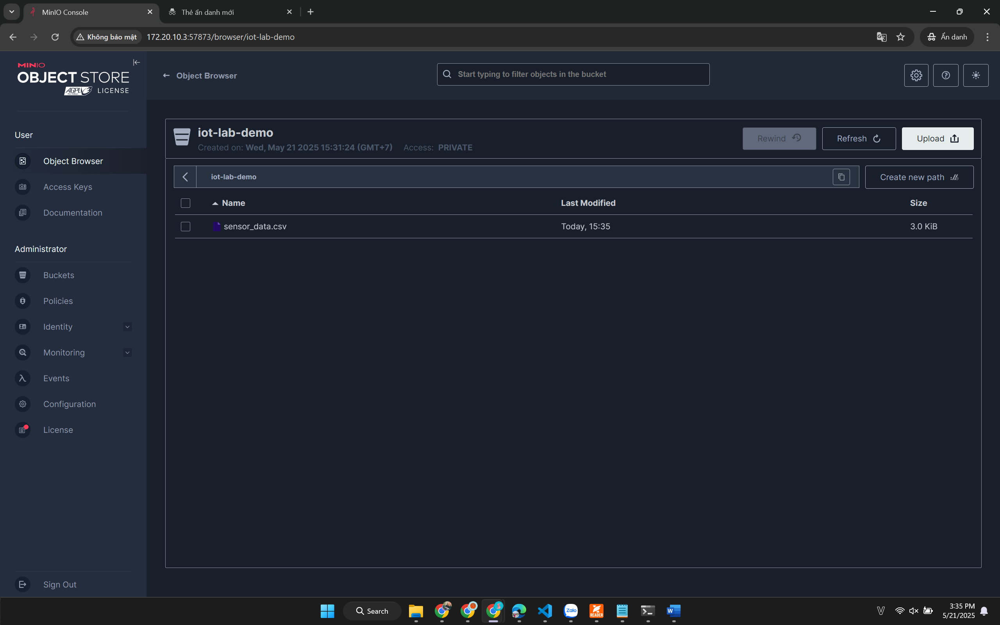 MinIO Console
Thẻ ẩn danh mới
Không bảo mật
172.20.10.3:57873/browser/iot-lab-demo
Ẩn danh
MINIO
OBJECT STORE
AGPL LICENSE
Object Browser
Start typing to filter objects in the bucket
User
Object Browser
Access Keys
Documentation
Administrator
Buckets
Policies
Identity
Monitoring
Events
Configuration
License
Sign Out
iot-lab-demo
Created on: Wed, May 21 2025 15:31:24 (GMT+7) Access: PRIVATE
Rewind
Refresh
Upload
iot-lab-demo
Create new path
Name Last Modified Size
sensor_data.csv Today, 15:35 3.0 KiB
Search
Zalo
READER
W
V
3:35 PM
5/21/2025